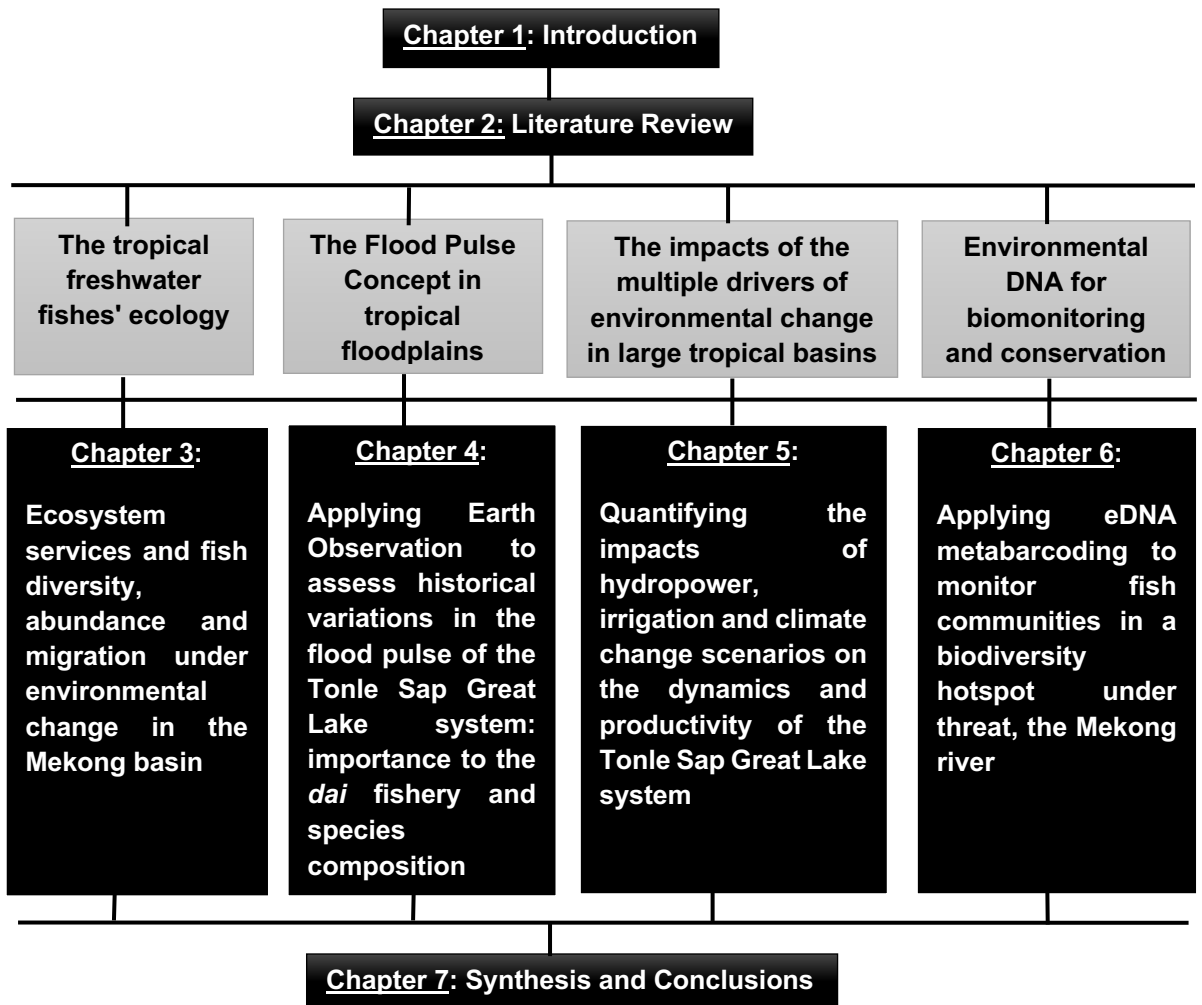 Chapter 1: Introduction
Chapter 2: Literature Review
The tropical
freshwater
fishes' ecology
The Flood Pulse
Concept in
tropical
floodplains
The impacts of the
multiple drivers of
environmental change
in large tropical basins
Environmental
DNA for
biomonitoring
and conservation
Chapter 3:
Ecosystem
services and fish
diversity,
abundance and
migration under
environmental
change in the
Mekong basin
Chapter 4:
Applying Earth
Observation to
assess historical
variations in the
flood pulse of the
Tonle Sap Great
Lake system:
importance to the
dai fishery and
species
composition
Chapter 5:
Quantifying the
impacts of
hydropower,
irrigation and climate
change scenarios on
the dynamics and
productivity of the
Tonle Sap Great Lake
system
Chapter 6:
Applying eDNA
metabarcoding to
monitor fish
communities in a
biodiversity
hotspot under
threat, the Mekong
river
Chapter 7: Synthesis and Conclusions